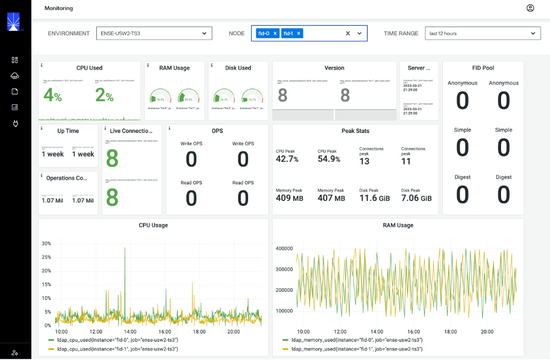 Monitoring
ENVIRONMENT
ENSE-USW2-TS3
NODE
fid-0 ×
fid-1 ×
TIME RANGE
last 12 hours
CPU Used
4%
2%
RAM Usage
Disk Used
Version
8
8
Server ...
FID Pool
Anonymous
Anonymous
0
0
Simple
Simple
0
0
Digest
Digest
0
0
Up Time
1 week
1 week
Live Connectio...
8
8
OPS
Write OPS
Write OPS
0
0
Read OPS
Read OPS
0
0
Operations Co...
1.07 Mil
1.07 Mil
Peak Stats
CPU Peak
42.7%
CPU Peak
54.9%
Connections peak
13
Connections peak
11
Memory Peak
409 MB
Memory Peak
407 MB
Disk Peak
11.6 GiB
Disk Peak
7.06 GiB
CPU Usage
30%
25%
20%
15%
10%
5%
0%
10:00
12:00
14:00
16:00
18:00
20:00
ldap_cpu_used{instance="fid-0", job="ense-usw2-ts3"}
ldap_cpu_used{instance="fid-1", job="ense-usw2-ts3"}
RAM Usage
400000
300000
200000
100000
10:00
12:00
14:00
16:00
18:00
20:00
ldap_memory_used{instance="fid-0", job="ense-usw2-ts3"}
ldap_memory_used{instance="fid-1", job="ense-usw2-ts3"}